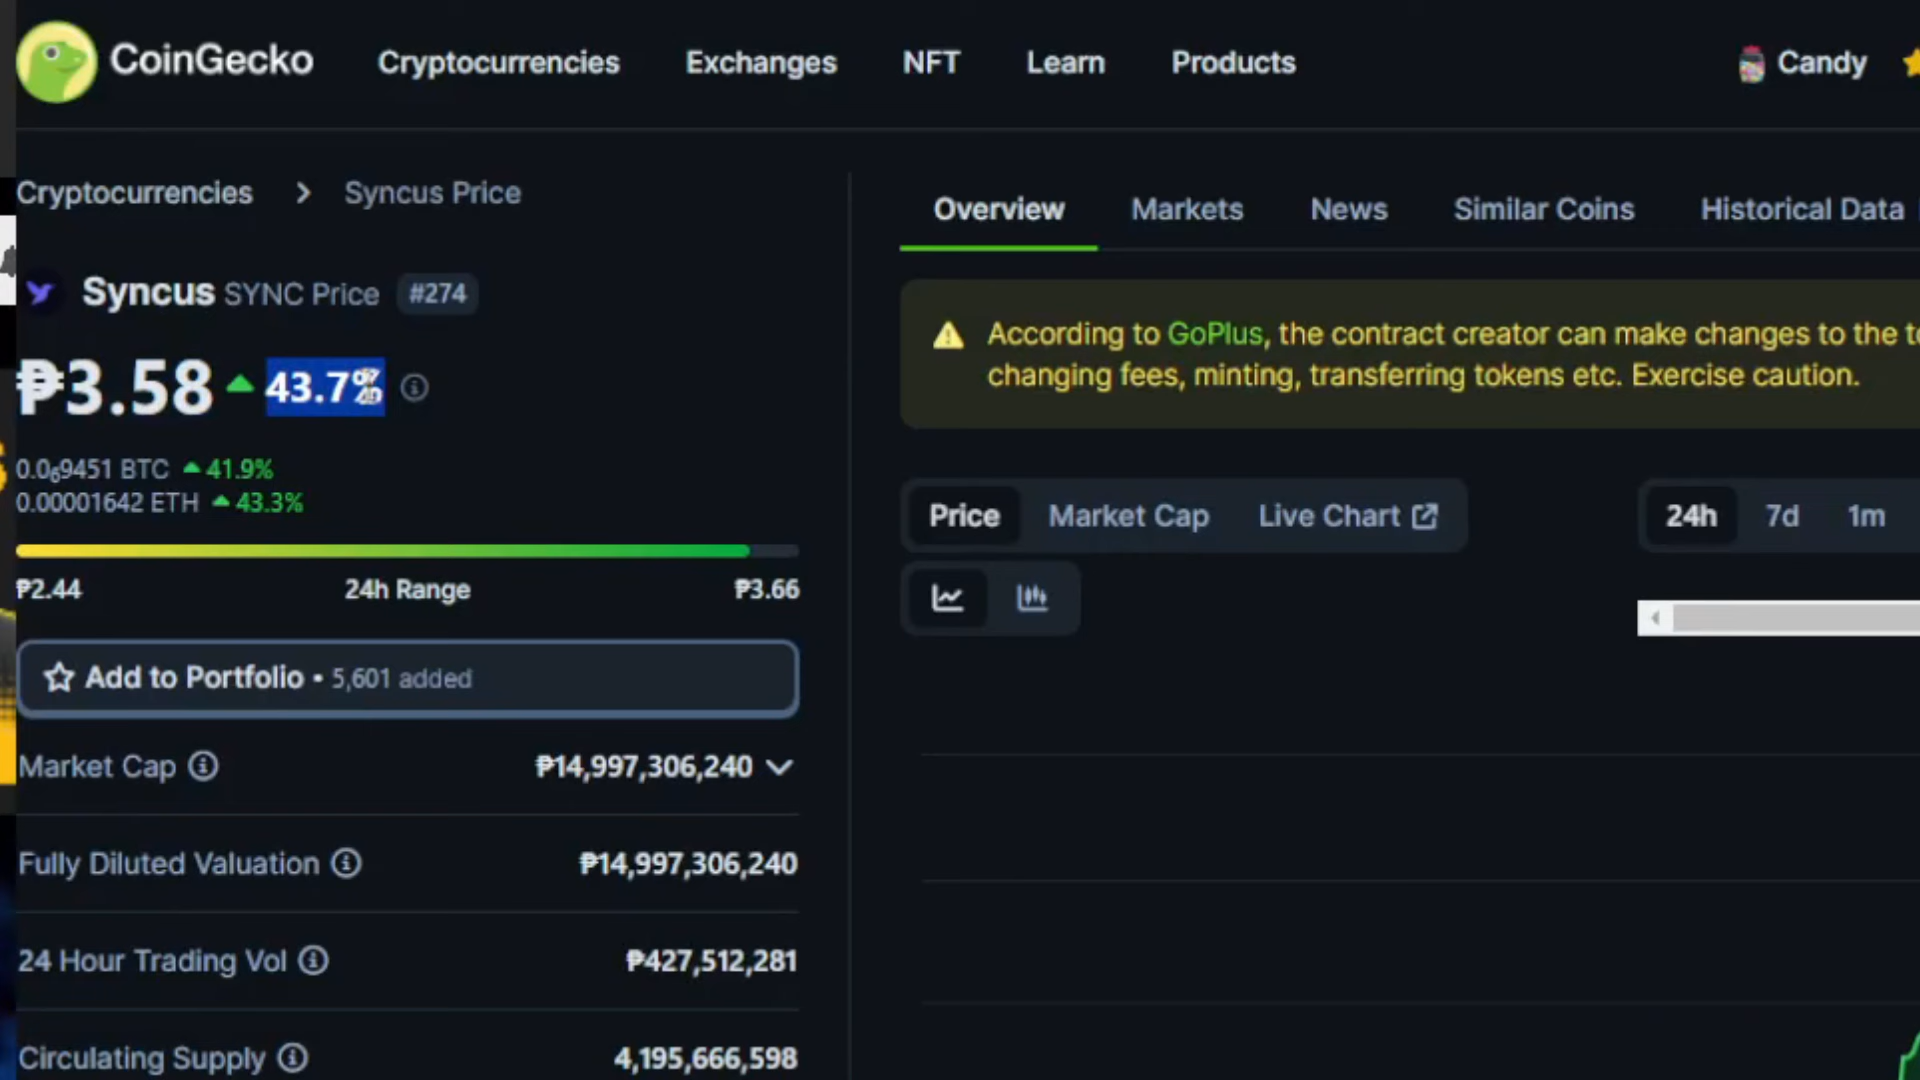 CoinGecko
Cryptocurrencies
Exchanges
NFT
Learn
Products
Candy
Cryptocurrencies > Syncus Price
Syncus SYNC Price #274
₱3.58 43.7%
0.0₆9451 BTC 41.9%
0.00001642 ETH 43.3%
₱2.44 24h Range ₱3.66
Add to Portfolio • 5,601 added
Market Cap ₱14,997,306,240
Fully Diluted Valuation ₱14,997,306,240
24 Hour Trading Vol ₱427,512,281
Circulating Supply 4,195,666,598
Overview
Markets
News
Similar Coins
Historical Data
According to GoPlus, the contract creator can make changes to the
changing fees, minting, transferring tokens etc. Exercise caution.
Price
Market Cap
Live Chart
24h
7d
1m